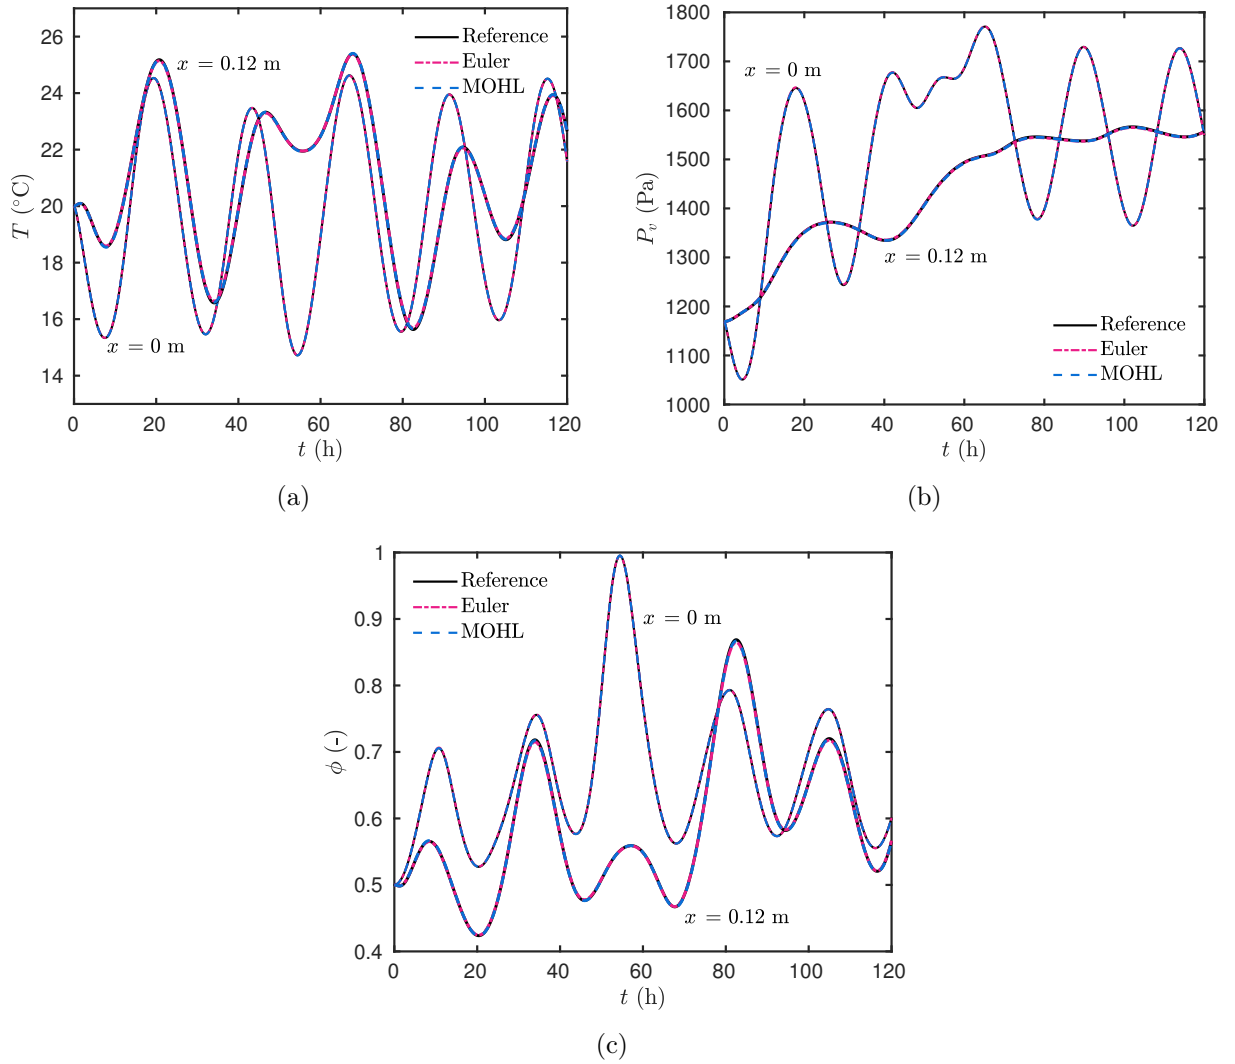 26
24
22
20
18
16
14
T (°C)
x = 0.12 m
x = 0 m
Reference
Euler
MOHL
0 20 40 60 80 100 120
t (h)
(a)
1800
1700
1600
1500
1400
1300
1200
1100
1000
P_v (Pa)
x = 0 m
x = 0.12 m
Reference
Euler
MOHL
0 20 40 60 80 100 120
t (h)
(b)
1
0.9
0.8
0.7
0.6
0.5
0.4
ϕ (-)
Reference
Euler
MOHL
x = 0 m
x = 0.12 m
0 20 40 60 80 100 120
t (h)
(c)